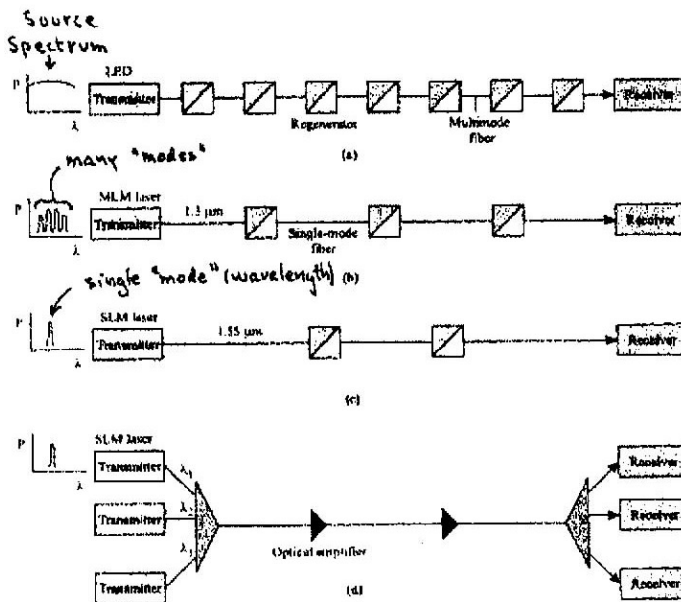 Source
Spectrum
P
λ
LED
Transmitter
Regenerator
Multimode
fiber
Receiver
(a)
many "modes"
P
λ
MLM laser
Transmitter
1.3 μm
Single-mode
fiber
Receiver
single "mode" (wavelength)
(b)
P
λ
SLM laser
Transmitter
1.55 μm
Receiver
(c)
P
λ
SLM laser
Transmitter
λ₁
Receiver
Transmitter
Receiver
Optical amplifier
Transmitter
Receiver
(d)